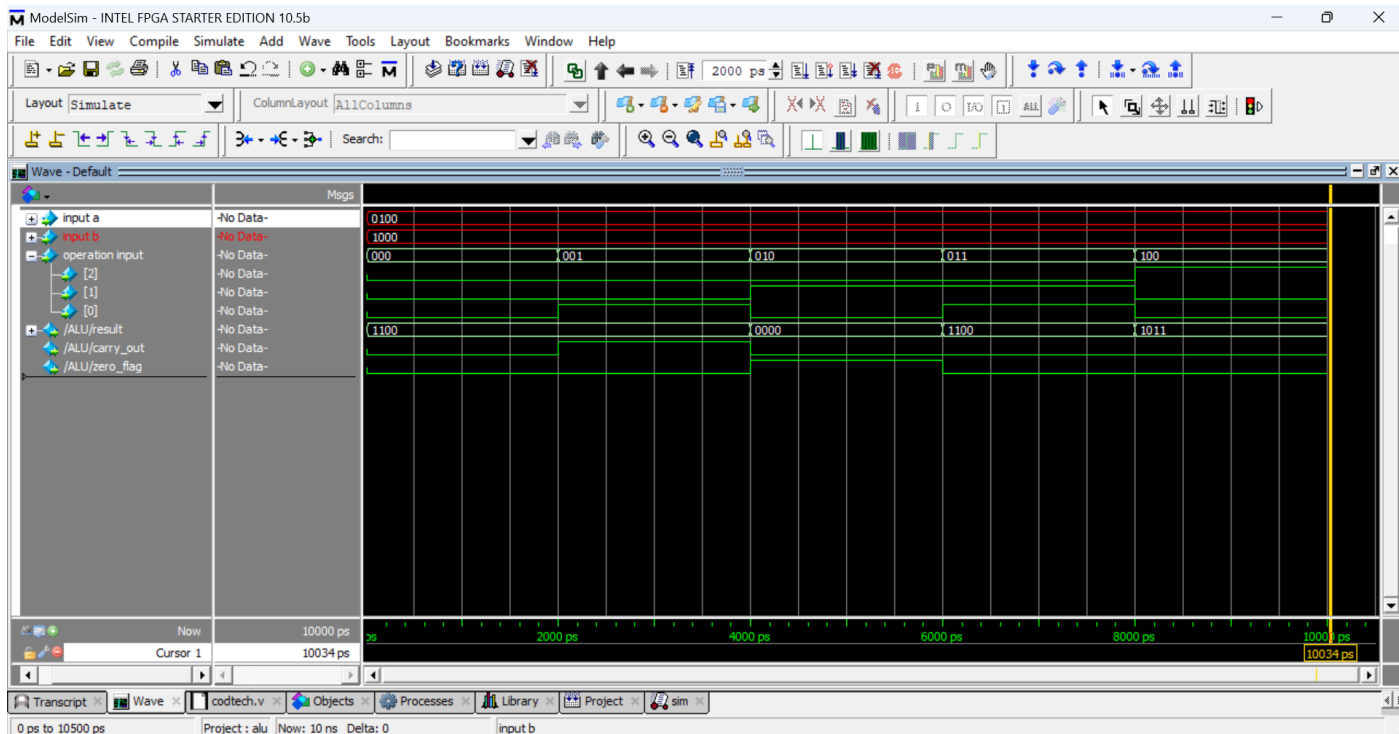 ModelSim - INTEL FPGA STARTER EDITION 10.5b
File Edit View Compile Simulate Add Wave Tools Layout Bookmarks Window Help
2000 ps
Layout Simulate ColumnLayout AllColumns
Search:
Wave - Default
Msgs
input a -No Data- 0100
input b -No Data- 1000
operation input -No Data- 000 001 010 011 100
[2] -No Data-
[1] -No Data-
[0] -No Data-
/ALU/result -No Data- 1100 0000 1100 1011
/ALU/carry_out -No Data-
/ALU/zero_flag -No Data-
Now 10000 ps ps 2000 ps 4000 ps 6000 ps 8000 ps 10000 ps
Cursor 1 10034 ps 10034 ps
Transcript Wave codtech.v Objects Processes Library Project sim
0 ps to 10500 ps Project : alu Now: 10 ns Delta: 0 input b